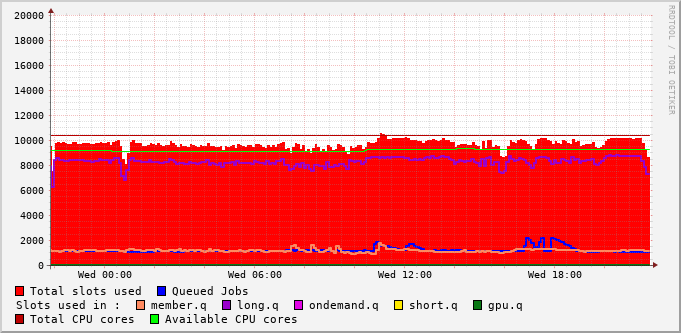 20000
18000
16000
14000
12000
10000
8000
6000
4000
2000
0
Wed 00:00 Wed 06:00 Wed 12:00 Wed 18:00
Total slots used Queued Jobs
Slots used in : member.q long.q ondemand.q short.q gpu.q
Total CPU cores Available CPU cores
RRDTOOL / TOBI OETIKER